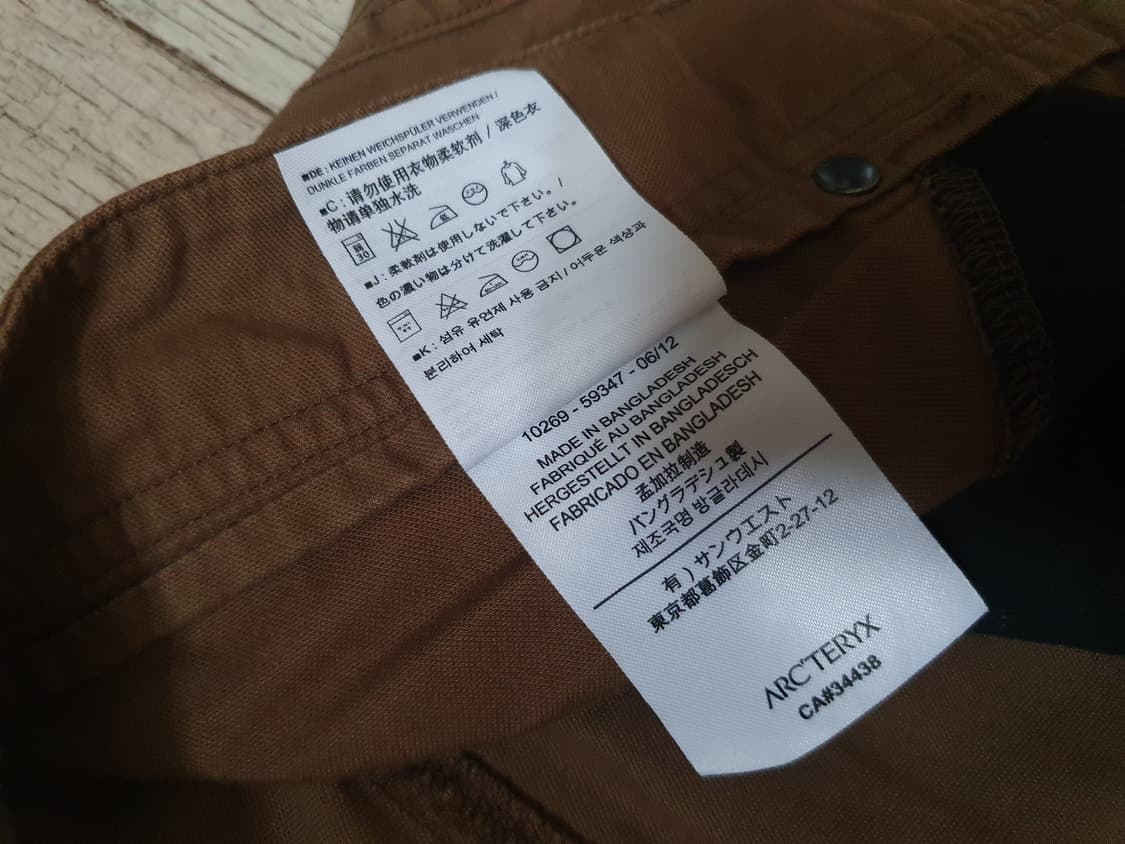 ■DE : KEINEN WEICHSPÜLER VERWENDEN /
DUNKLE FARBEN SEPARAT WASCHEN
■C : 请勿使用衣物柔软剂 / 深色衣
物请单独水洗
■J : 柔軟剤は使用しないで下さい。/
色の濃い物は分けて洗濯して下さい。
■K : 섬유 유연제 사용 금지 / 어두운 색상과
분리하여 세탁
10269 - 59347 - 06/12
MADE IN BANGLADESH
FABRIQUÉ AU BANGLADESH
HERGESTELLT IN BANGLADESCH
FABRICADO EN BANGLADESH
孟加拉制造
バングラデシュ製
제조국명 방글라데시
有）サンウエスト
東京都葛飾区金町2-27-12
ARC'TERYX
CA#34438